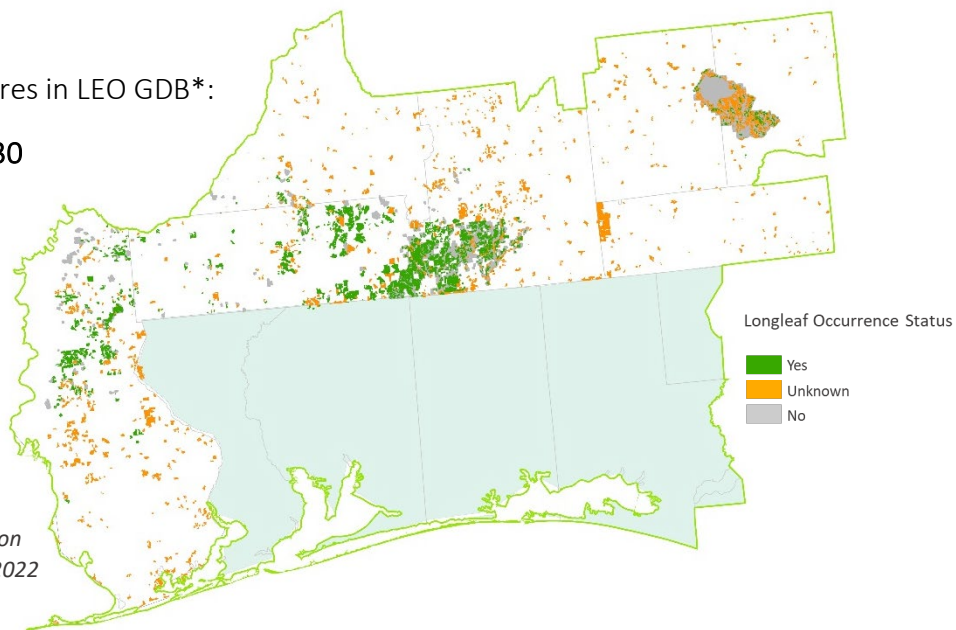 res in LEO GDB*:
30
Longleaf Occurrence Status
Yes
Unknown
No
on
2022